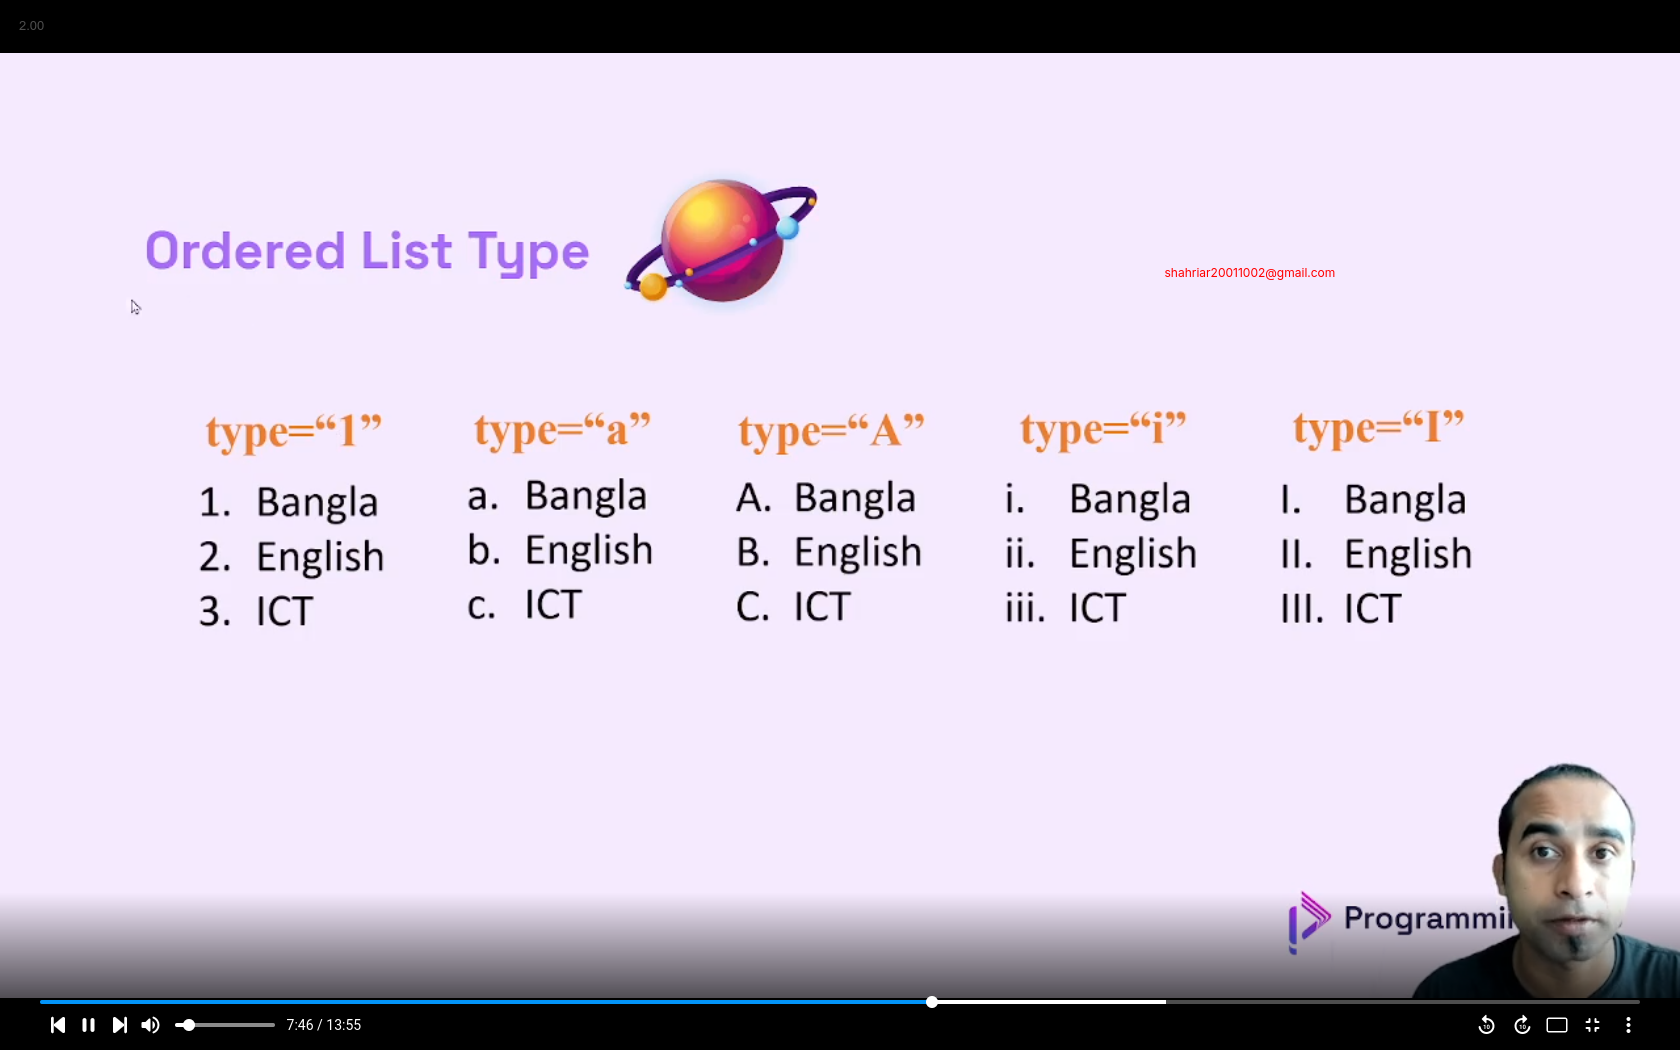 2.00
Ordered List Type
shahriar20011002@gmail.com
type=“1”
1. Bangla
2. English
3. ICT
type=“a”
a. Bangla
b. English
c. ICT
type=“A”
A. Bangla
B. English
C. ICT
type=“i”
i. Bangla
ii. English
iii. ICT
type=“I”
I. Bangla
II. English
III. ICT
7:46 / 13:55
10
10